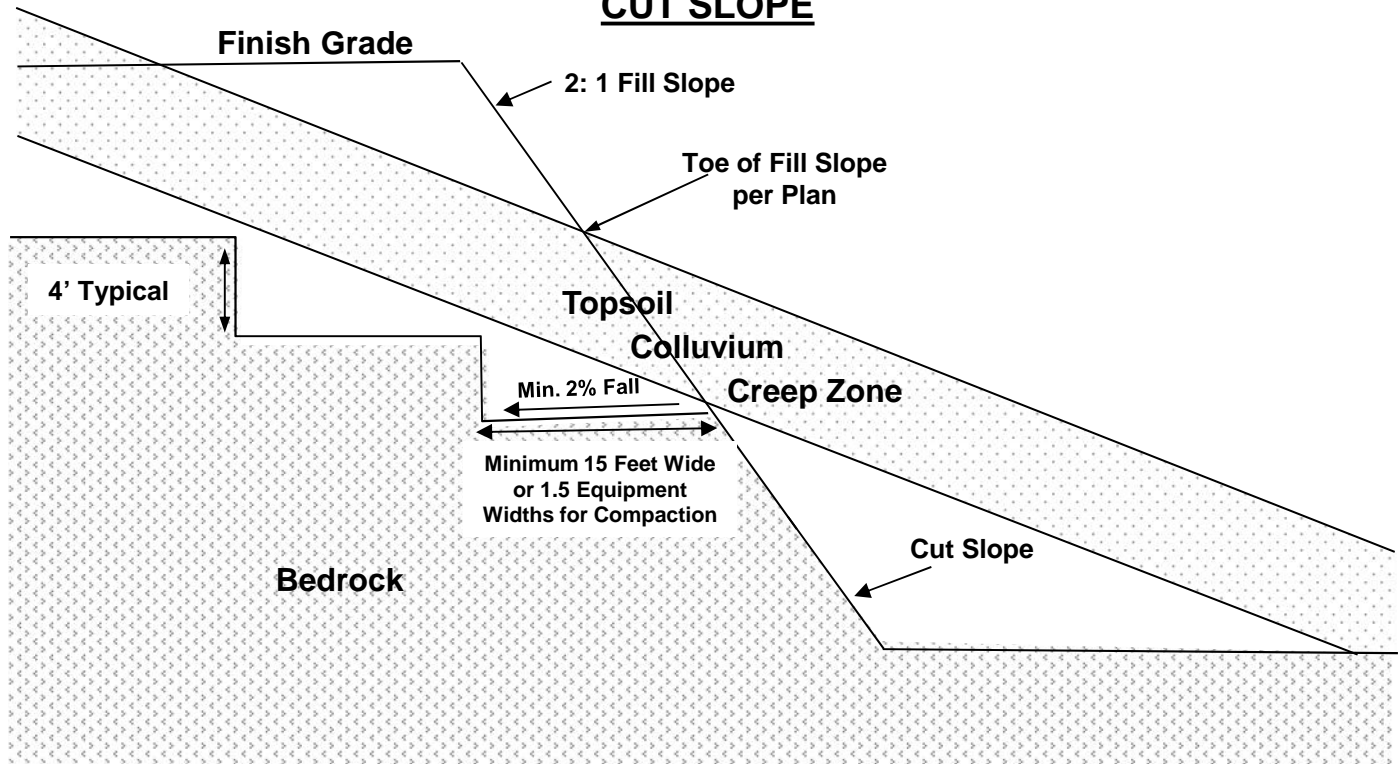 CUT SLOPE
Finish Grade
2: 1 Fill Slope
Toe of Fill Slope
per Plan
4’ Typical
Topsoil
Colluvium
Creep Zone
Min. 2% Fall
Minimum 15 Feet Wide
or 1.5 Equipment
Widths for Compaction
Cut Slope
Bedrock